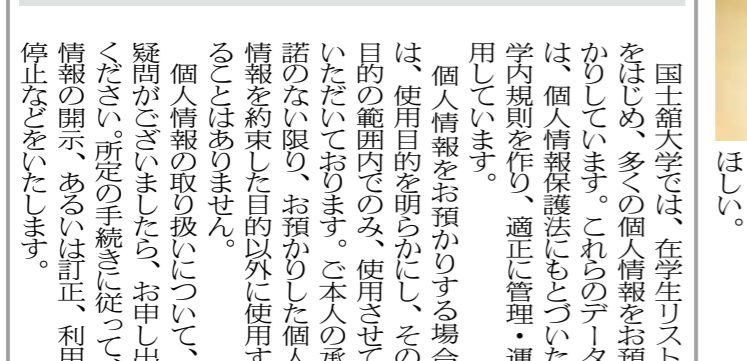 ほしい。
国士舘大学では、在学生リスト
をはじめ、多くの個人情報をお預
かりしています。これらのデータ
は、個人情報保護法にもとづいた
学内規則を作り、適正に管理・運
用しています。
個人情報をお預かりする場合
は、使用目的を明らかにし、その
目的の範囲内でのみ、使用させて
いただいております。ご本人の承
諾のない限り、お預かりした個人
情報を約束した目的以外に使用す
ることはありません。
個人情報の取り扱いについて、
疑問がございましたら、お申し出
ください。所定の手続きに従って、
情報の開示、あるいは訂正、利用
停止などをいたします。